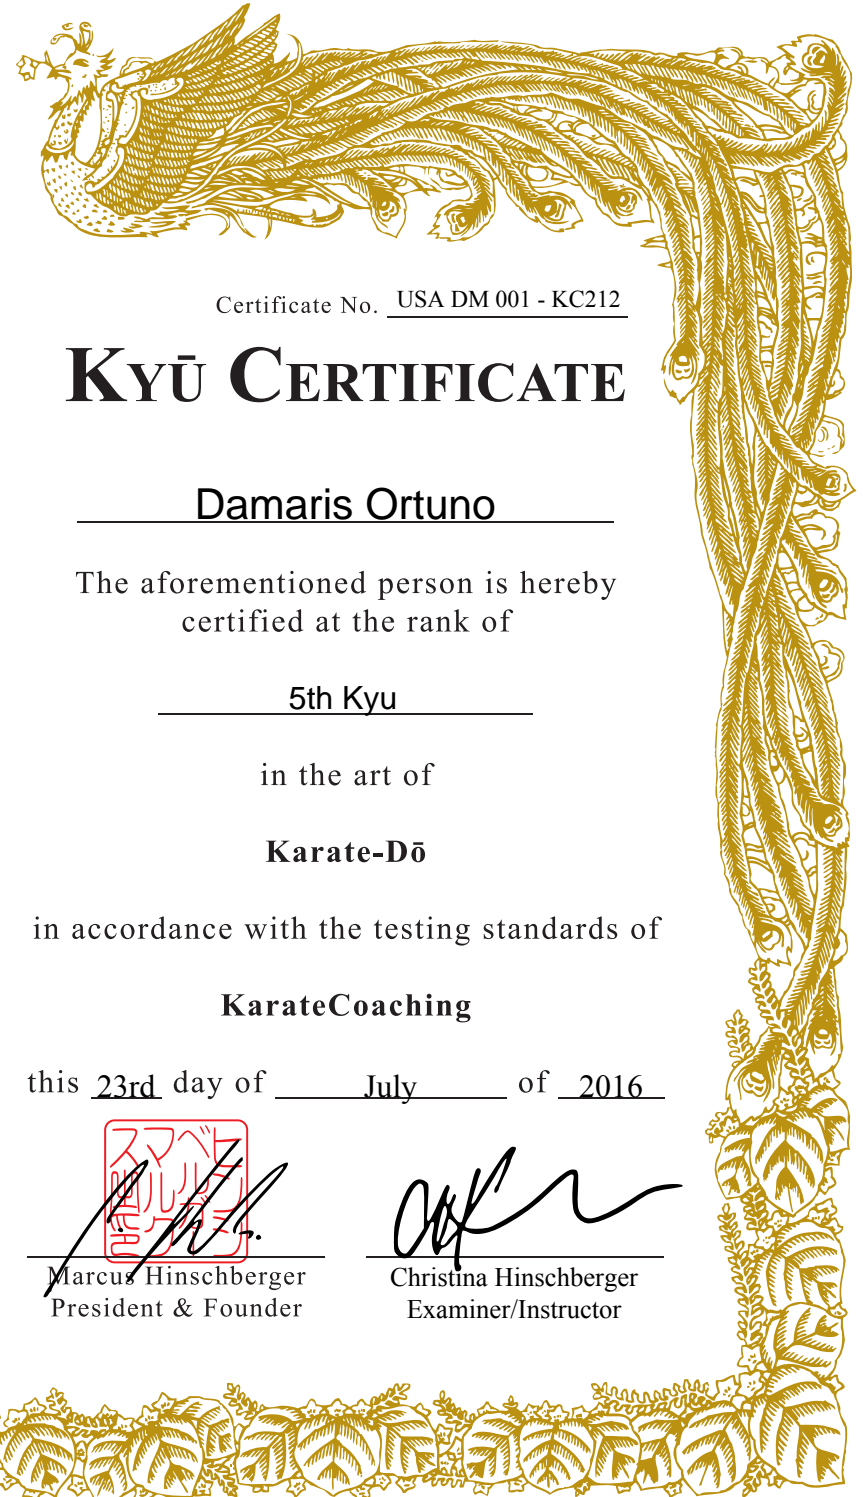 Certificate No. USA DM 001 - KC212
KYŪ CERTIFICATE
Damaris Ortuno
The aforementioned person is hereby
certified at the rank of
5th Kyu
in the art of
Karate-Dō
in accordance with the testing standards of
KarateCoaching
this 23rd day of July of 2016
Marcus Hinschberger
President & Founder
Christina Hinschberger
Examiner/Instructor